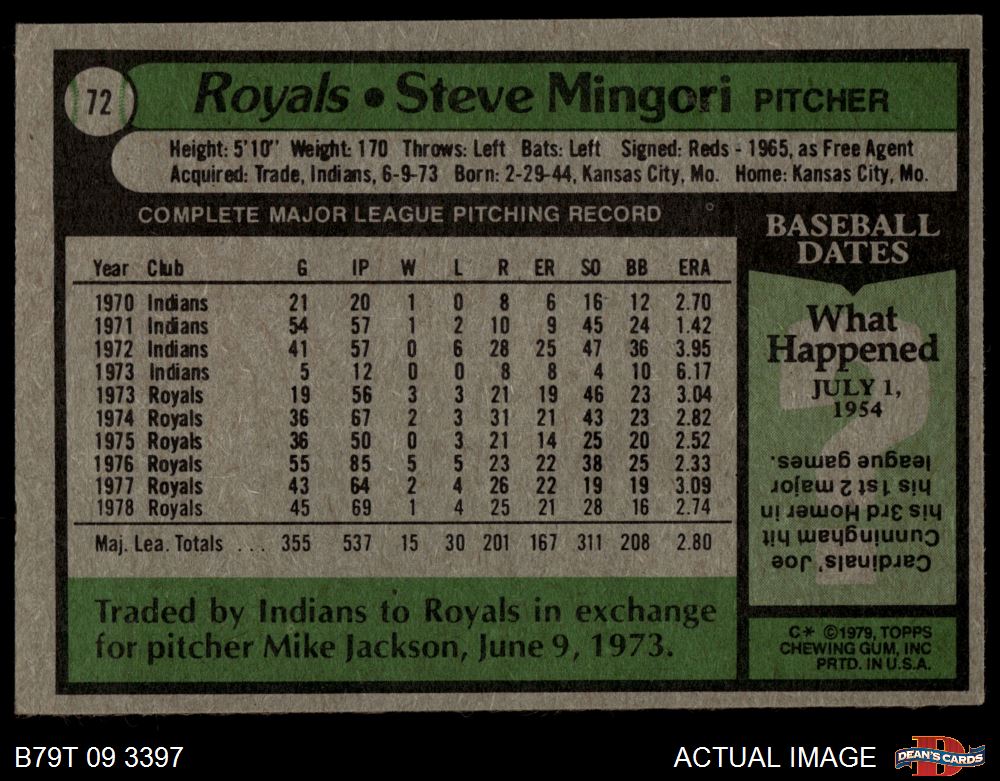 72
Royals • Steve Mingori PITCHER
Height: 5'10" Weight: 170 Throws: Left Bats: Left Signed: Reds - 1965, as Free Agent
Acquired: Trade, Indians, 6-9-73 Born: 2-29-44, Kansas City, Mo. Home: Kansas City, Mo.
COMPLETE MAJOR LEAGUE PITCHING RECORD
Year Club G IP W L R ER SO BB ERA
1970 Indians 21 20 1 0 8 6 16 12 2.70
1971 Indians 54 57 1 2 10 9 45 24 1.42
1972 Indians 41 57 0 6 28 25 47 36 3.95
1973 Indians 5 12 0 0 8 8 4 10 6.17
1973 Royals 19 56 3 3 21 19 46 23 3.04
1974 Royals 36 67 2 3 31 21 43 23 2.82
1975 Royals 36 50 0 3 21 14 25 20 2.52
1976 Royals 55 85 5 5 23 22 38 25 2.33
1977 Royals 43 64 2 4 26 22 19 19 3.09
1978 Royals 45 69 1 4 25 21 28 16 2.74
Maj. Lea. Totals ... 355 537 15 30 201 167 311 208 2.80
Traded by Indians to Royals in exchange
for pitcher Mike Jackson, June 9, 1973.
BASEBALL
DATES
What
Happened
JULY 1,
1954
Cardinals' Joe
Cunningham hit
his 3rd Homer in
his 1st 2 major
league games.
C* ©1979, TOPPS
CHEWING GUM, INC
PRTD. IN U.S.A.
B79T 09 3397
ACTUAL IMAGE
D
DEAN'S CARDS